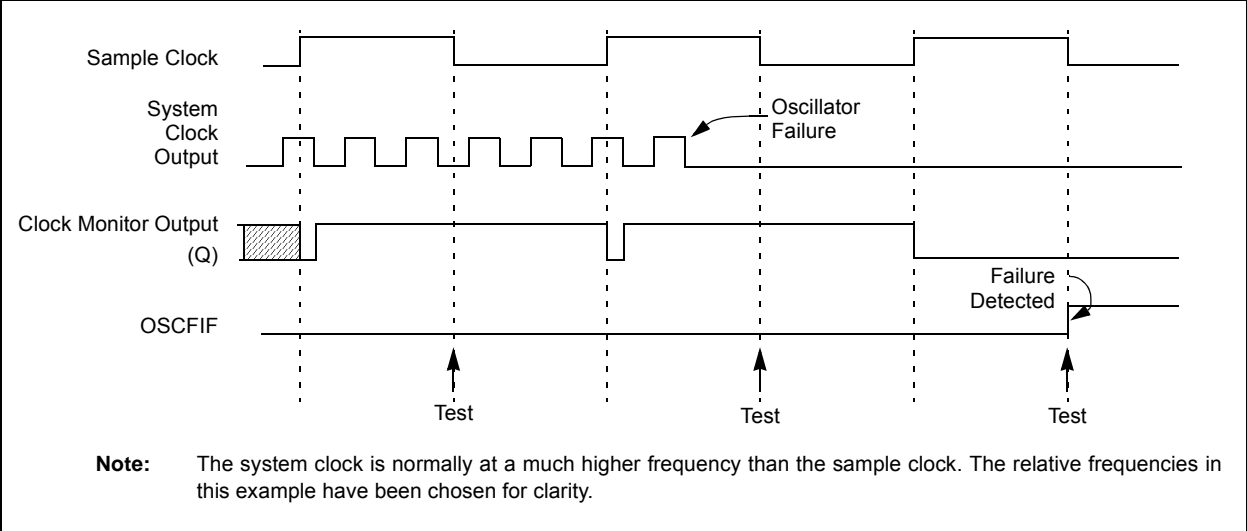 Sample Clock
System
Clock
Output
Oscillator
Failure
Clock Monitor Output
(Q)
Failure
Detected
OSCFIF
Test
Test
Test
Note: The system clock is normally at a much higher frequency than the sample clock. The relative frequencies in
this example have been chosen for clarity.